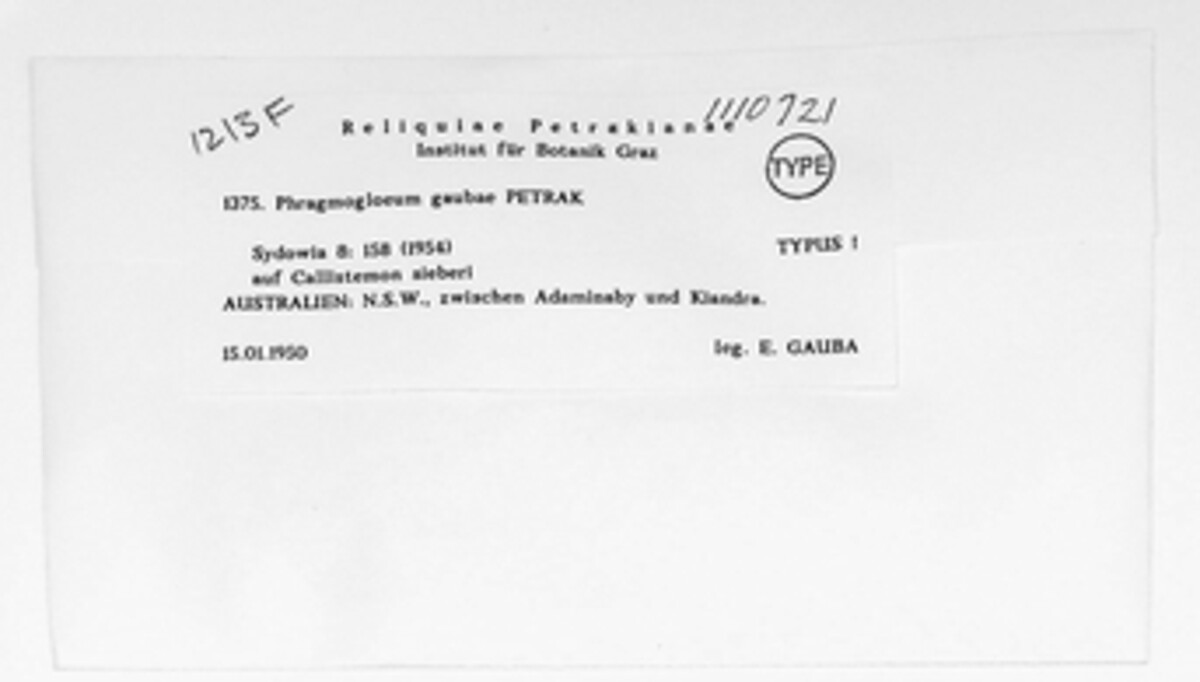 1213F
1110721
Reliquiae Petrakianae
Institut für Botanik Graz
TYPE
1375. Phragmogloeum gaubae PETRAK
Sydowia 8: 158 (1954)
TYPUS !
auf Callistemon sieberi
AUSTRALIEN: N.S.W., zwischen Adaminaby und Kiandra.
15.01.1950
leg. E. GAUBA